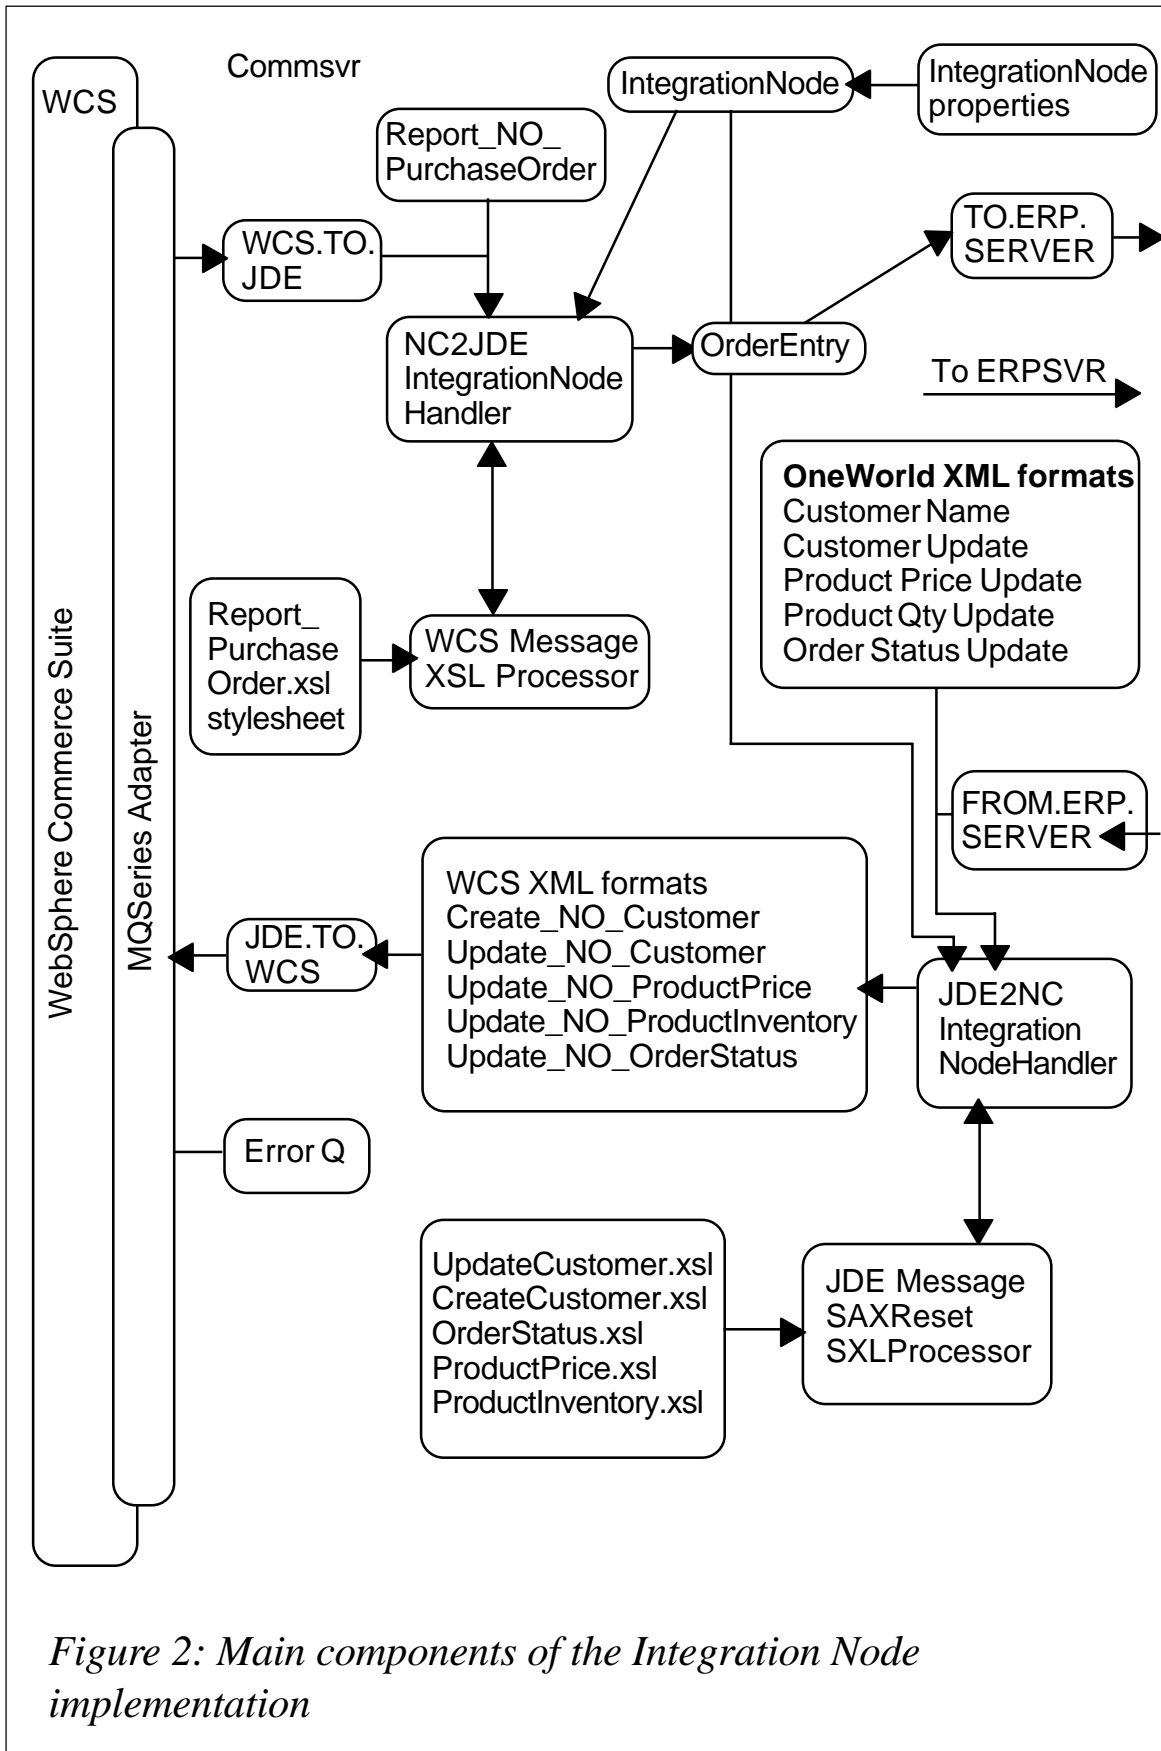 Commsvr
WCS
IntegrationNode
IntegrationNode
properties
Report_NO_
PurchaseOrder
WCS.TO.
JDE
TO.ERP.
SERVER
NC2JDE
IntegrationNode
Handler
OrderEntry
To ERPSVR
OneWorld XML formats
Customer Name
Customer Update
Product Price Update
Product Qty Update
Order Status Update
Report_
Purchase
Order.xsl
stylesheet
WCS Message
XSL Processor
WebSphere Commerce Suite
MQSeries Adapter
FROM.ERP.
SERVER
WCS XML formats
Create_NO_Customer
Update_NO_Customer
Update_NO_ProductPrice
Update_NO_ProductInventory
Update_NO_OrderStatus
JDE.TO.
WCS
JDE2NC
Integration
NodeHandler
Error Q
UpdateCustomer.xsl
CreateCustomer.xsl
OrderStatus.xsl
ProductPrice.xsl
ProductInventory.xsl
JDE Message
SAXReset
SXLProcessor
Figure 2: Main components of the Integration Node
implementation